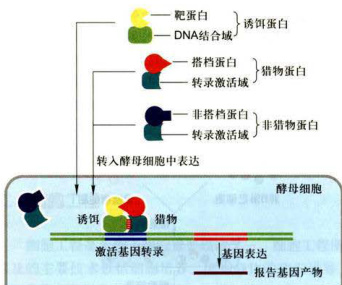 靶蛋白
DNA结合域
诱饵蛋白
搭档蛋白
转录激活域
猎物蛋白
非搭档蛋白
转录激活域
非猎物蛋白
转入酵母细胞中表达
酵母细胞
诱饵
猎物
激活基因转录
基因表达
报告基因产物